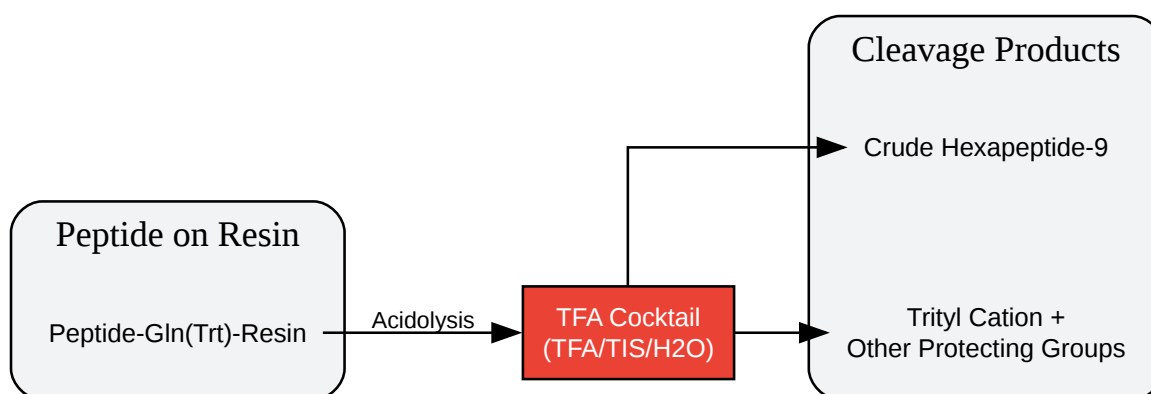 Cleavage Products
Crude Hexapeptide-9
Peptide on Resin
Peptide-Gln(Trt)-Resin
Acidolysis
TFA Cocktail
(TFA/TIS/H2O)
Trityl Cation +
Other Protecting Groups